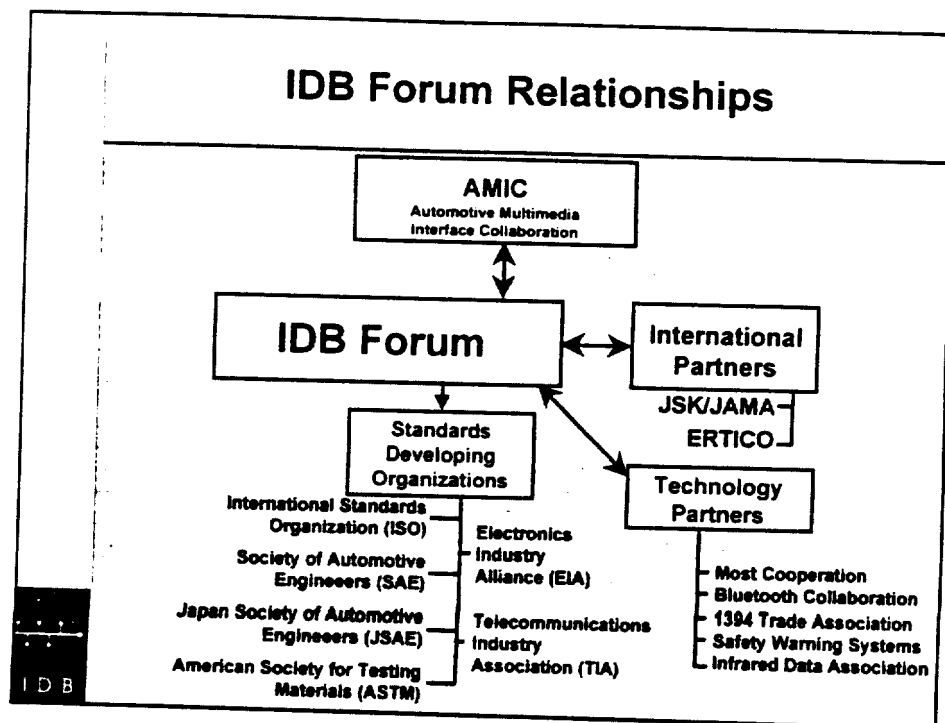 IDB Forum Relationships
AMIC
Automotive Multimedia
Interface Collaboration
IDB Forum
International
Partners
JSK/JAMA
ERTICO
Standards
Developing
Organizations
International Standards
Organization (ISO)
Society of Automotive
Engineeers (SAE)
Japan Society of Automotive
Engineeers (JSAE)
American Society for Testing
Materials (ASTM)
Electronics
Industry
Alliance (EIA)
Telecommunications
Industry
Association (TIA)
Technology
Partners
Most Cooperation
Bluetooth Collaboration
1394 Trade Association
Safety Warning Systems
Infrared Data Association
I D B